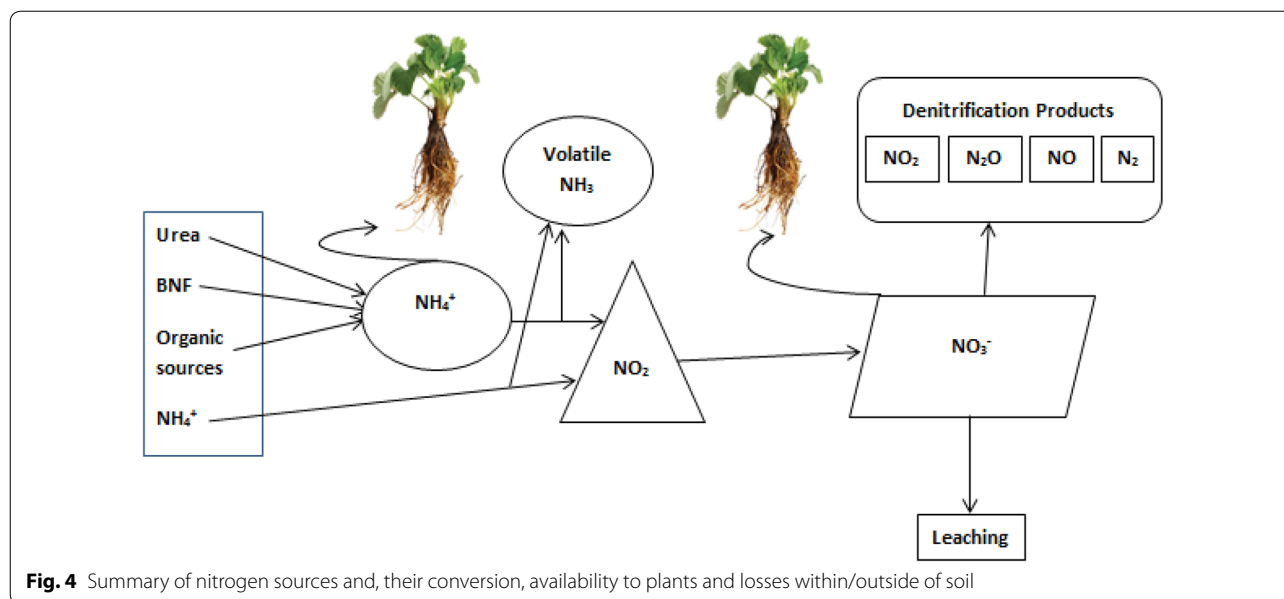 Urea
BNF
Organic
sources
NH₄⁺
NH₄⁺
Volatile
NH₃
NO₂
NO₃⁻
Denitrification Products
NO₂ N₂O NO N₂
Leaching
Fig. 4 Summary of nitrogen sources and, their conversion, availability to plants and losses within/outside of soil